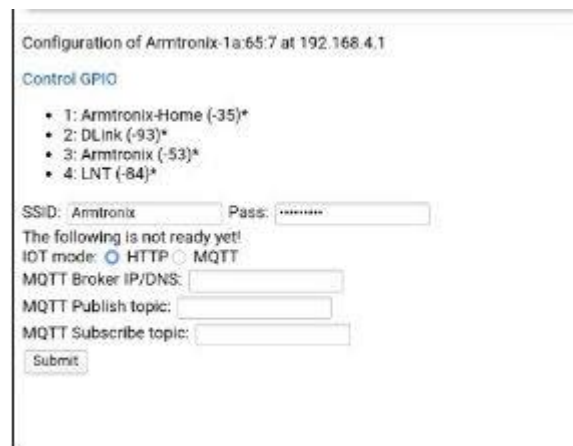 Configuration of Armtronix-1a:65:7 at 192.168.4.1
Control GPIO
1: Armtronix-Home (-35)*
2: DLink (-93)*
3: Armtronix (-53)*
4: LNT (-84)*
SSID: Armtronix Pass: •••••••••
The following is not ready yet!
IOT mode: HTTP MQTT
MQTT Broker IP/DNS:
MQTT Publish topic:
MQTT Subscribe topic:
Submit